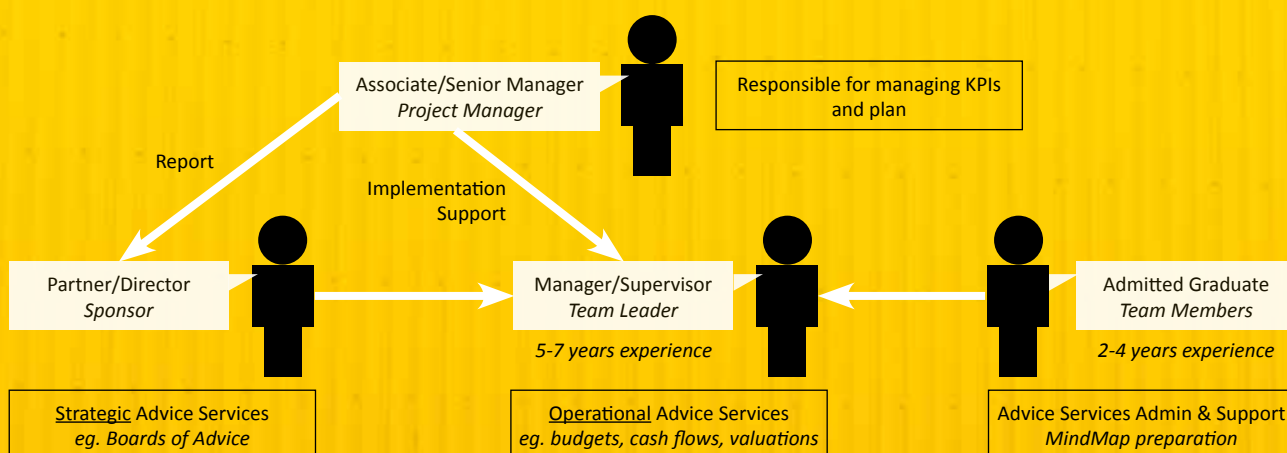 Associate/Senior Manager
Project Manager
Responsible for managing KPIs
and plan
Report
Implementation
Support
Partner/Director
Sponsor
Manager/Supervisor
Team Leader
5-7 years experience
Admitted Graduate
Team Members
2-4 years experience
Strategic Advice Services
eg. Boards of Advice
Operational Advice Services
eg. budgets, cash flows, valuations
Advice Services Admin & Support
MindMap preparation